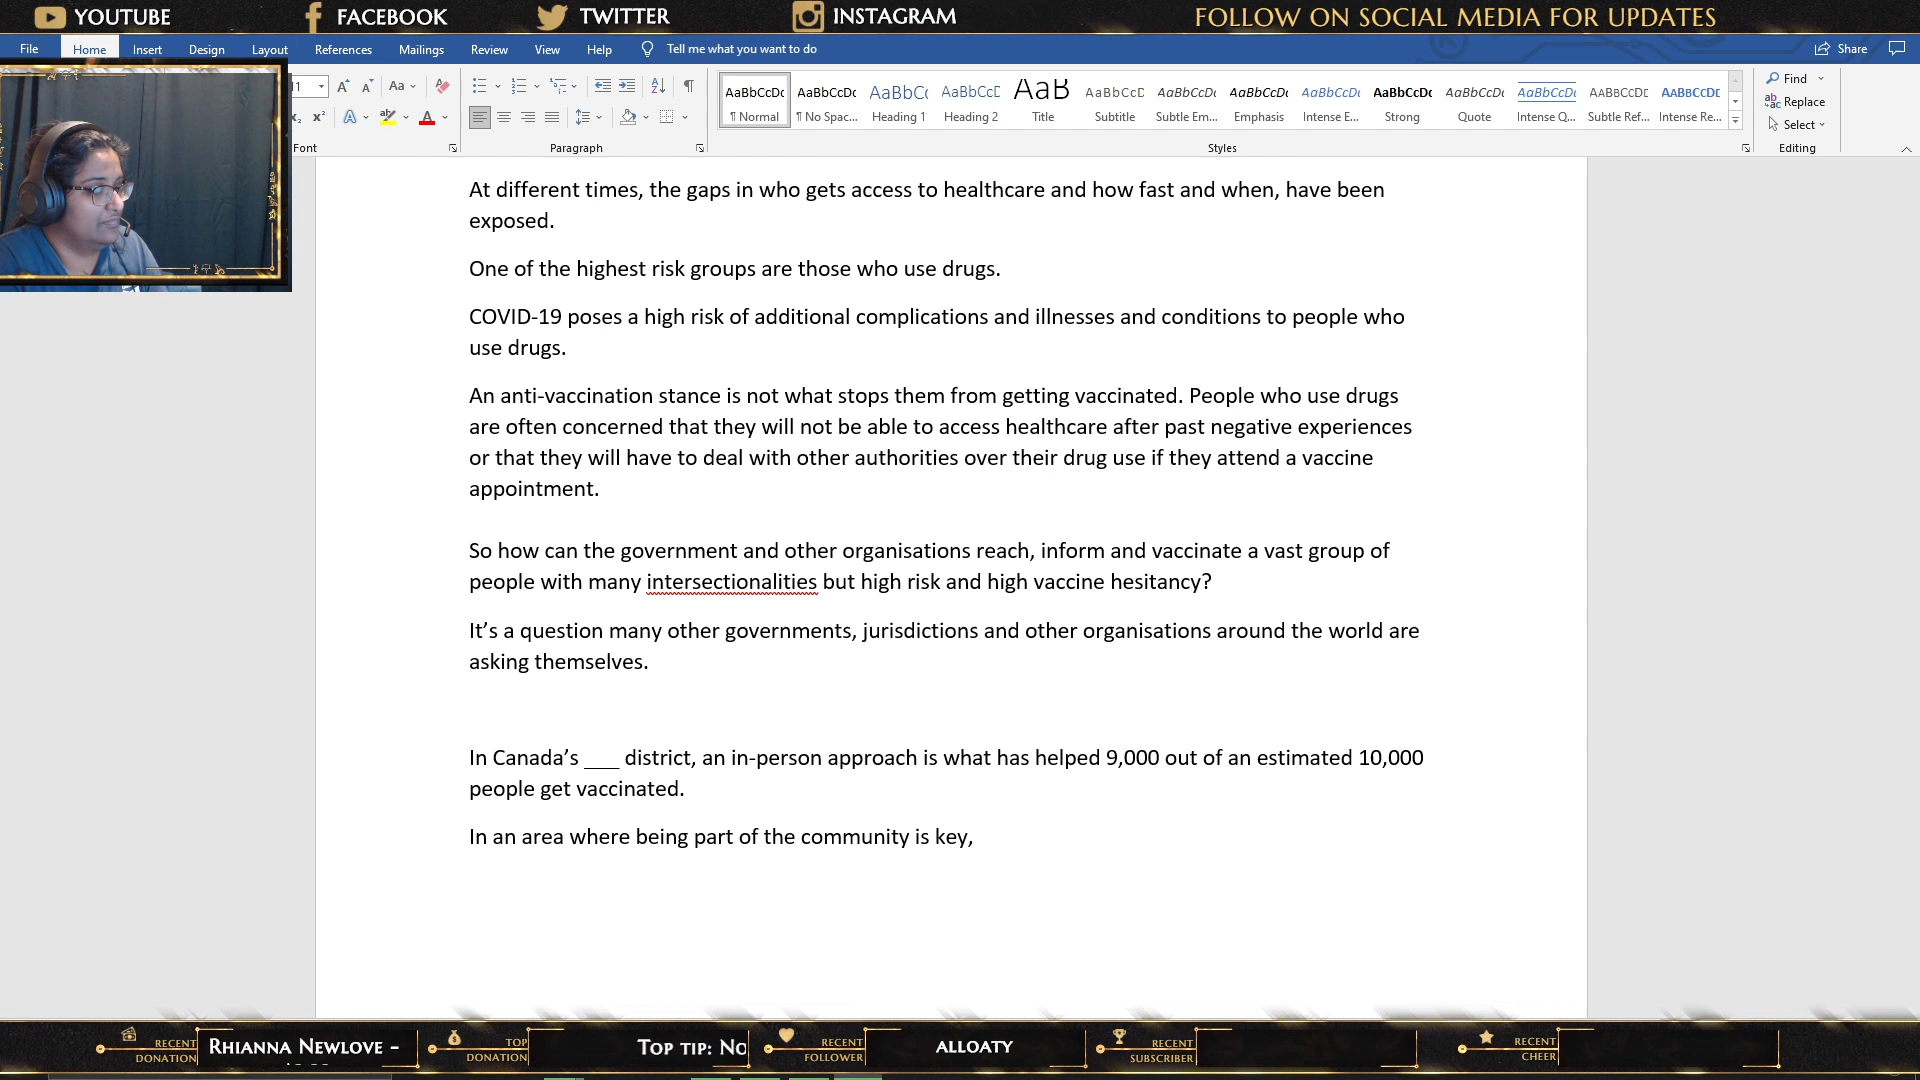 YOUTUBE FACEBOOK TWITTER INSTAGRAM FOLLOW ON SOCIAL MEDIA FOR UPDATES
File Home Insert Design Layout References Mailings Review View Help Tell me what you want to do Share
Aa Find
AaBbCcDc AaBbCcDc AaBbC( AaBbCcD AaB AaBbCcD AaBbCcDc AaBbCcDc AaBbCcDc AaBbCcDc AaBbCcDc AaBbCcDc AABBCCDE AABBCCDE Replace
¶ Normal ¶ No Spac... Heading 1 Heading 2 Title Subtitle Subtle Em... Emphasis Intense E... Strong Quote Intense Q... Subtle Ref... Intense Re... Select
Font Paragraph Styles Editing
At different times, the gaps in who gets access to healthcare and how fast and when, have been
exposed.
One of the highest risk groups are those who use drugs.
COVID-19 poses a high risk of additional complications and illnesses and conditions to people who
use drugs.
An anti-vaccination stance is not what stops them from getting vaccinated. People who use drugs
are often concerned that they will not be able to access healthcare after past negative experiences
or that they will have to deal with other authorities over their drug use if they attend a vaccine
appointment.
So how can the government and other organisations reach, inform and vaccinate a vast group of
people with many intersectionalities but high risk and high vaccine hesitancy?
It’s a question many other governments, jurisdictions and other organisations around the world are
asking themselves.
In Canada’s ___ district, an in-person approach is what has helped 9,000 out of an estimated 10,000
people get vaccinated.
In an area where being part of the community is key,
RECENT DONATION RHIANNA NEWLOVE -
TOP DONATION TOP TIP: NO
RECENT FOLLOWER ALLOATY
RECENT SUBSCRIBER
RECENT CHEER